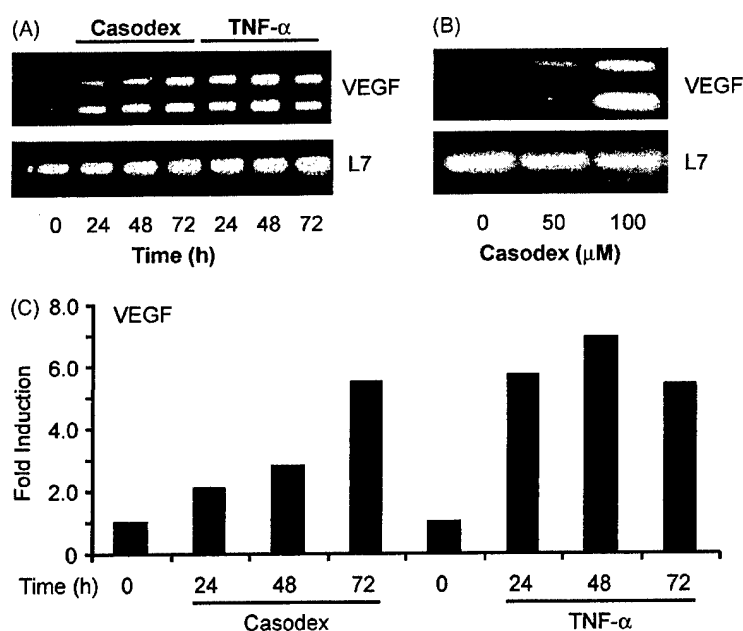 (A)
Casodex TNF-α
VEGF
L7
0 24 48 72 24 48 72
Time (h)
(B)
VEGF
L7
0 50 100
Casodex (μM)
(C)
VEGF
Fold Induction
8.0
6.0
4.0
2.0
0
Time (h) 0 24 48 72 0 24 48 72
Casodex TNF-α